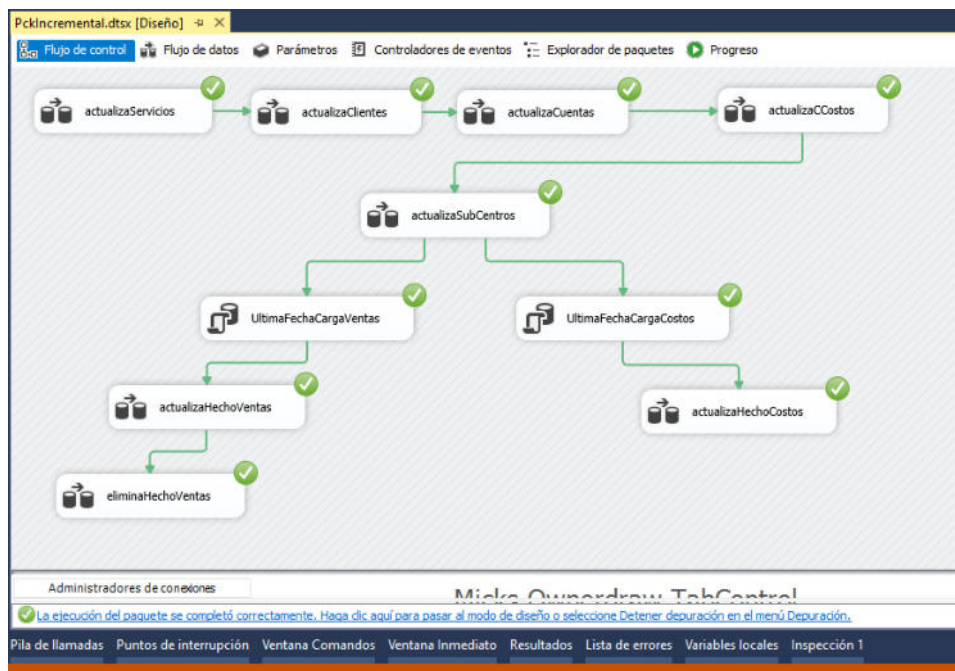 PckIncremental.dtsx [Diseño]
Flujo de control Flujo de datos Parámetros Controladores de eventos Explorador de paquetes Progreso
actualizaServicios actualizaClientes actualizaCuentas actualizaCCostos
actualizaSubCentros
UltimaFechaCargaVentas UltimaFechaCargaCostos
actualizaHechoVentas actualizaHechoCostos
eliminaHechoVentas
Administradores de conexiones
Micks Ownerdraw TabControl
La ejecución del paquete se completó correctamente. Haga clic aquí para pasar al modo de diseño o seleccione Detener depuración en el menú Depuración.
Pila de llamadas Puntos de interrupción Ventana Comandos Ventana Inmediato Resultados Lista de errores Variables locales Inspección 1